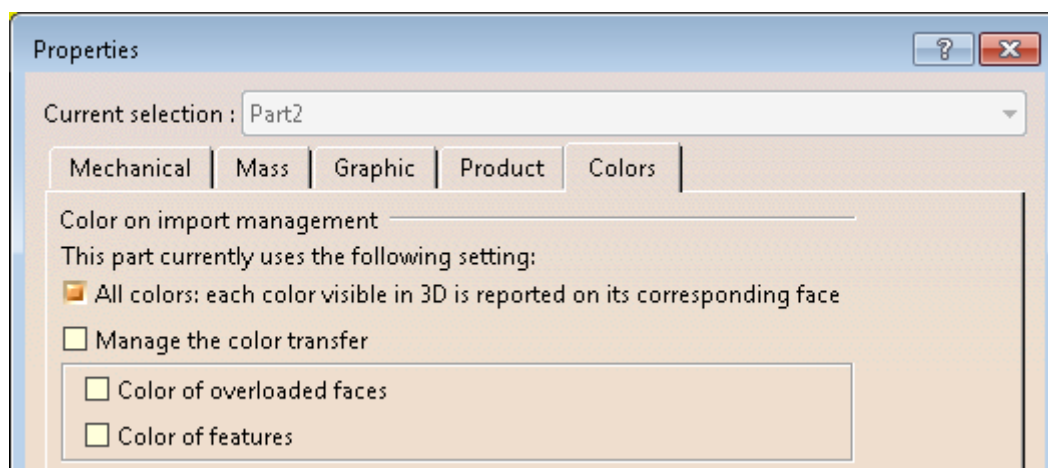 Properties
?
Current selection : Part2
Mechanical Mass Graphic Product Colors
Color on import management
This part currently uses the following setting:
All colors: each color visible in 3D is reported on its corresponding face
Manage the color transfer
Color of overloaded faces
Color of features